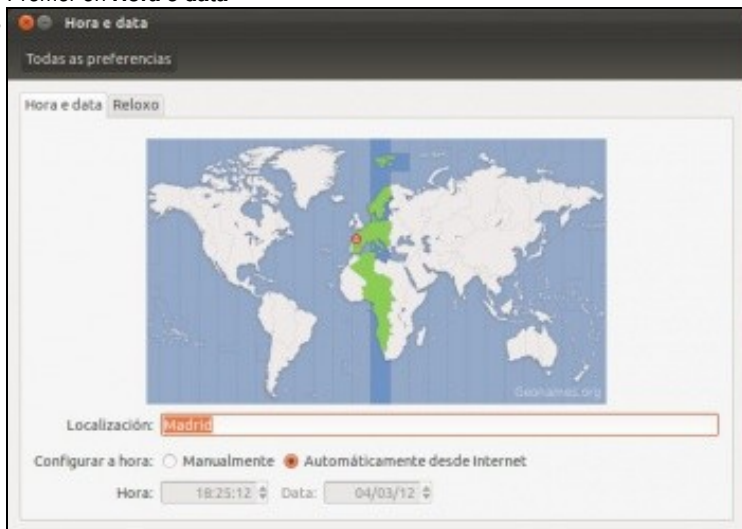 Hora e data
Todas as preferencias
Hora e data Reloxo
Geonames.org
Localización: Madrid
Configurar a hora: Manualmente Automáticamente desde Internet
Hora: 18:25:12 Data: 04/03/12